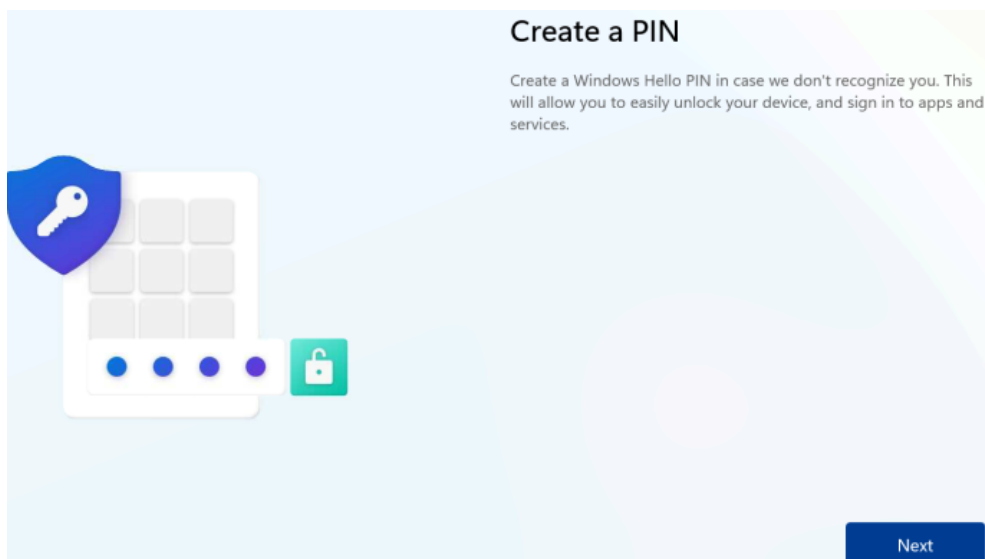 Create a PIN
Create a Windows Hello PIN in case we don't recognize you. This
will allow you to easily unlock your device, and sign in to apps and
services.
Next